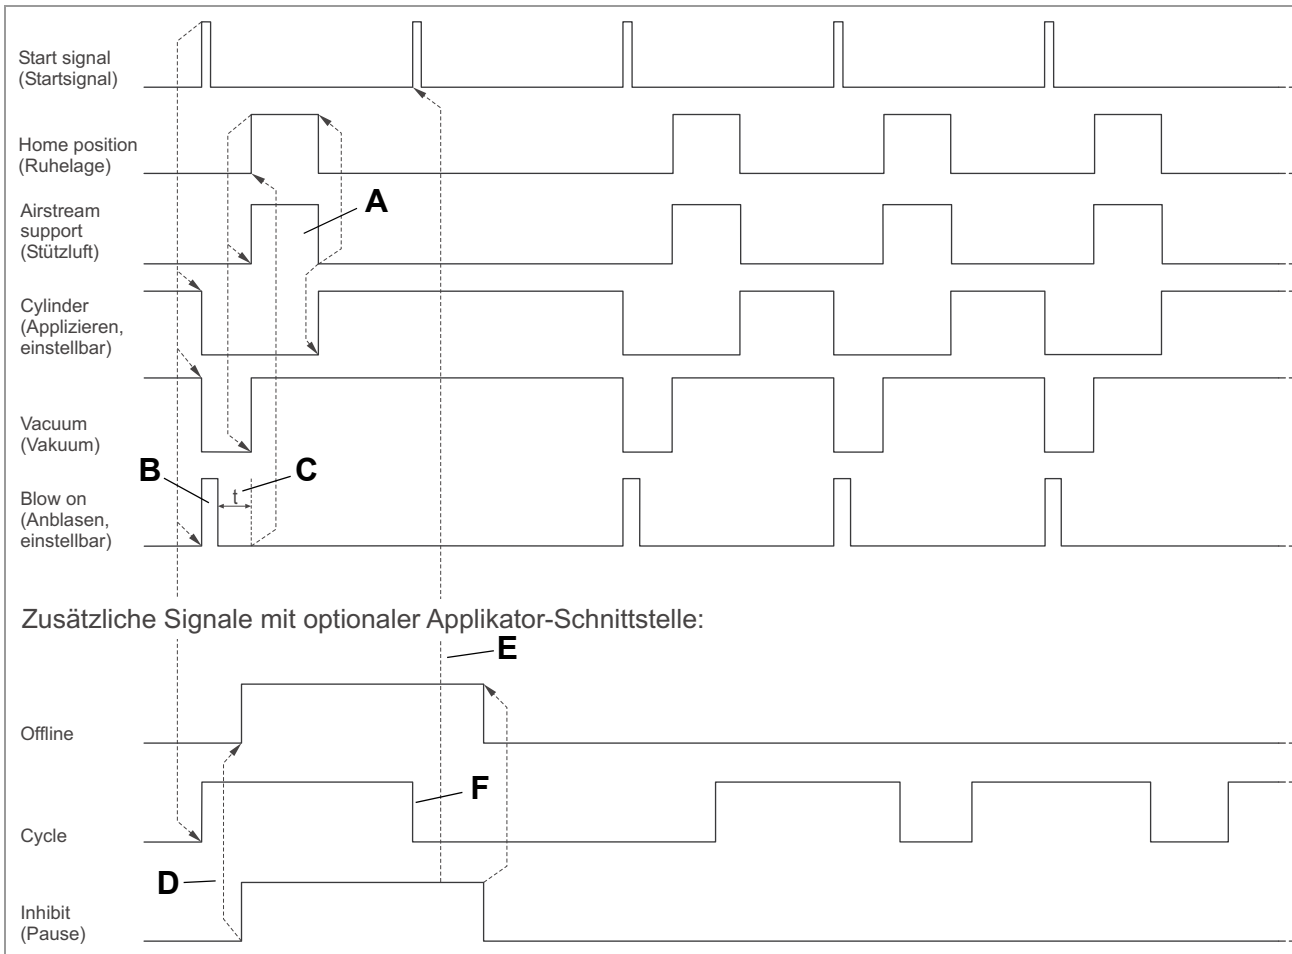 Start signal
(Startsignal)
Home position
(Ruhelage)
A
Airstream
support
(Stützluft)
Cylinder
(Applizieren,
einstellbar)
Vacuum
(Vakuum)
B
C
t
Blow on
(Anblasen,
einstellbar)
Zusätzliche Signale mit optionaler Applikator-Schnittstelle:
E
Offline
F
Cycle
D
Inhibit
(Pause)